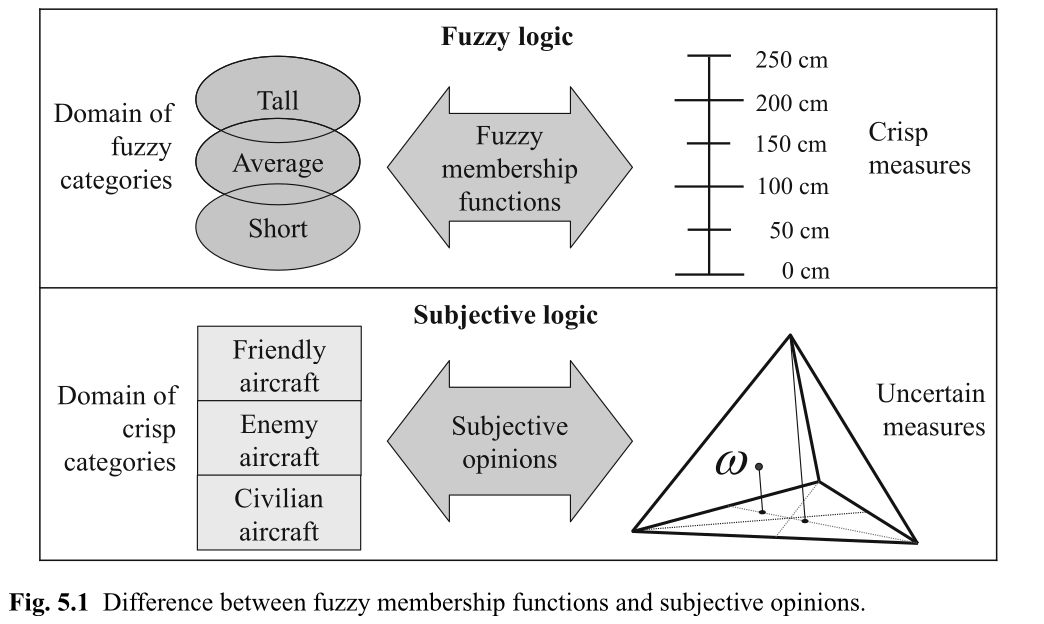 Fuzzy logic
Domain of
fuzzy
categories
Tall
Average
Short
Fuzzy
membership
functions
250 cm
200 cm
150 cm
100 cm
50 cm
0 cm
Crisp
measures
Subjective logic
Domain of
crisp
categories
Friendly
aircraft
Enemy
aircraft
Civilian
aircraft
Subjective
opinions
ω
Uncertain
measures
Fig. 5.1 Difference between fuzzy membership functions and subjective opinions.